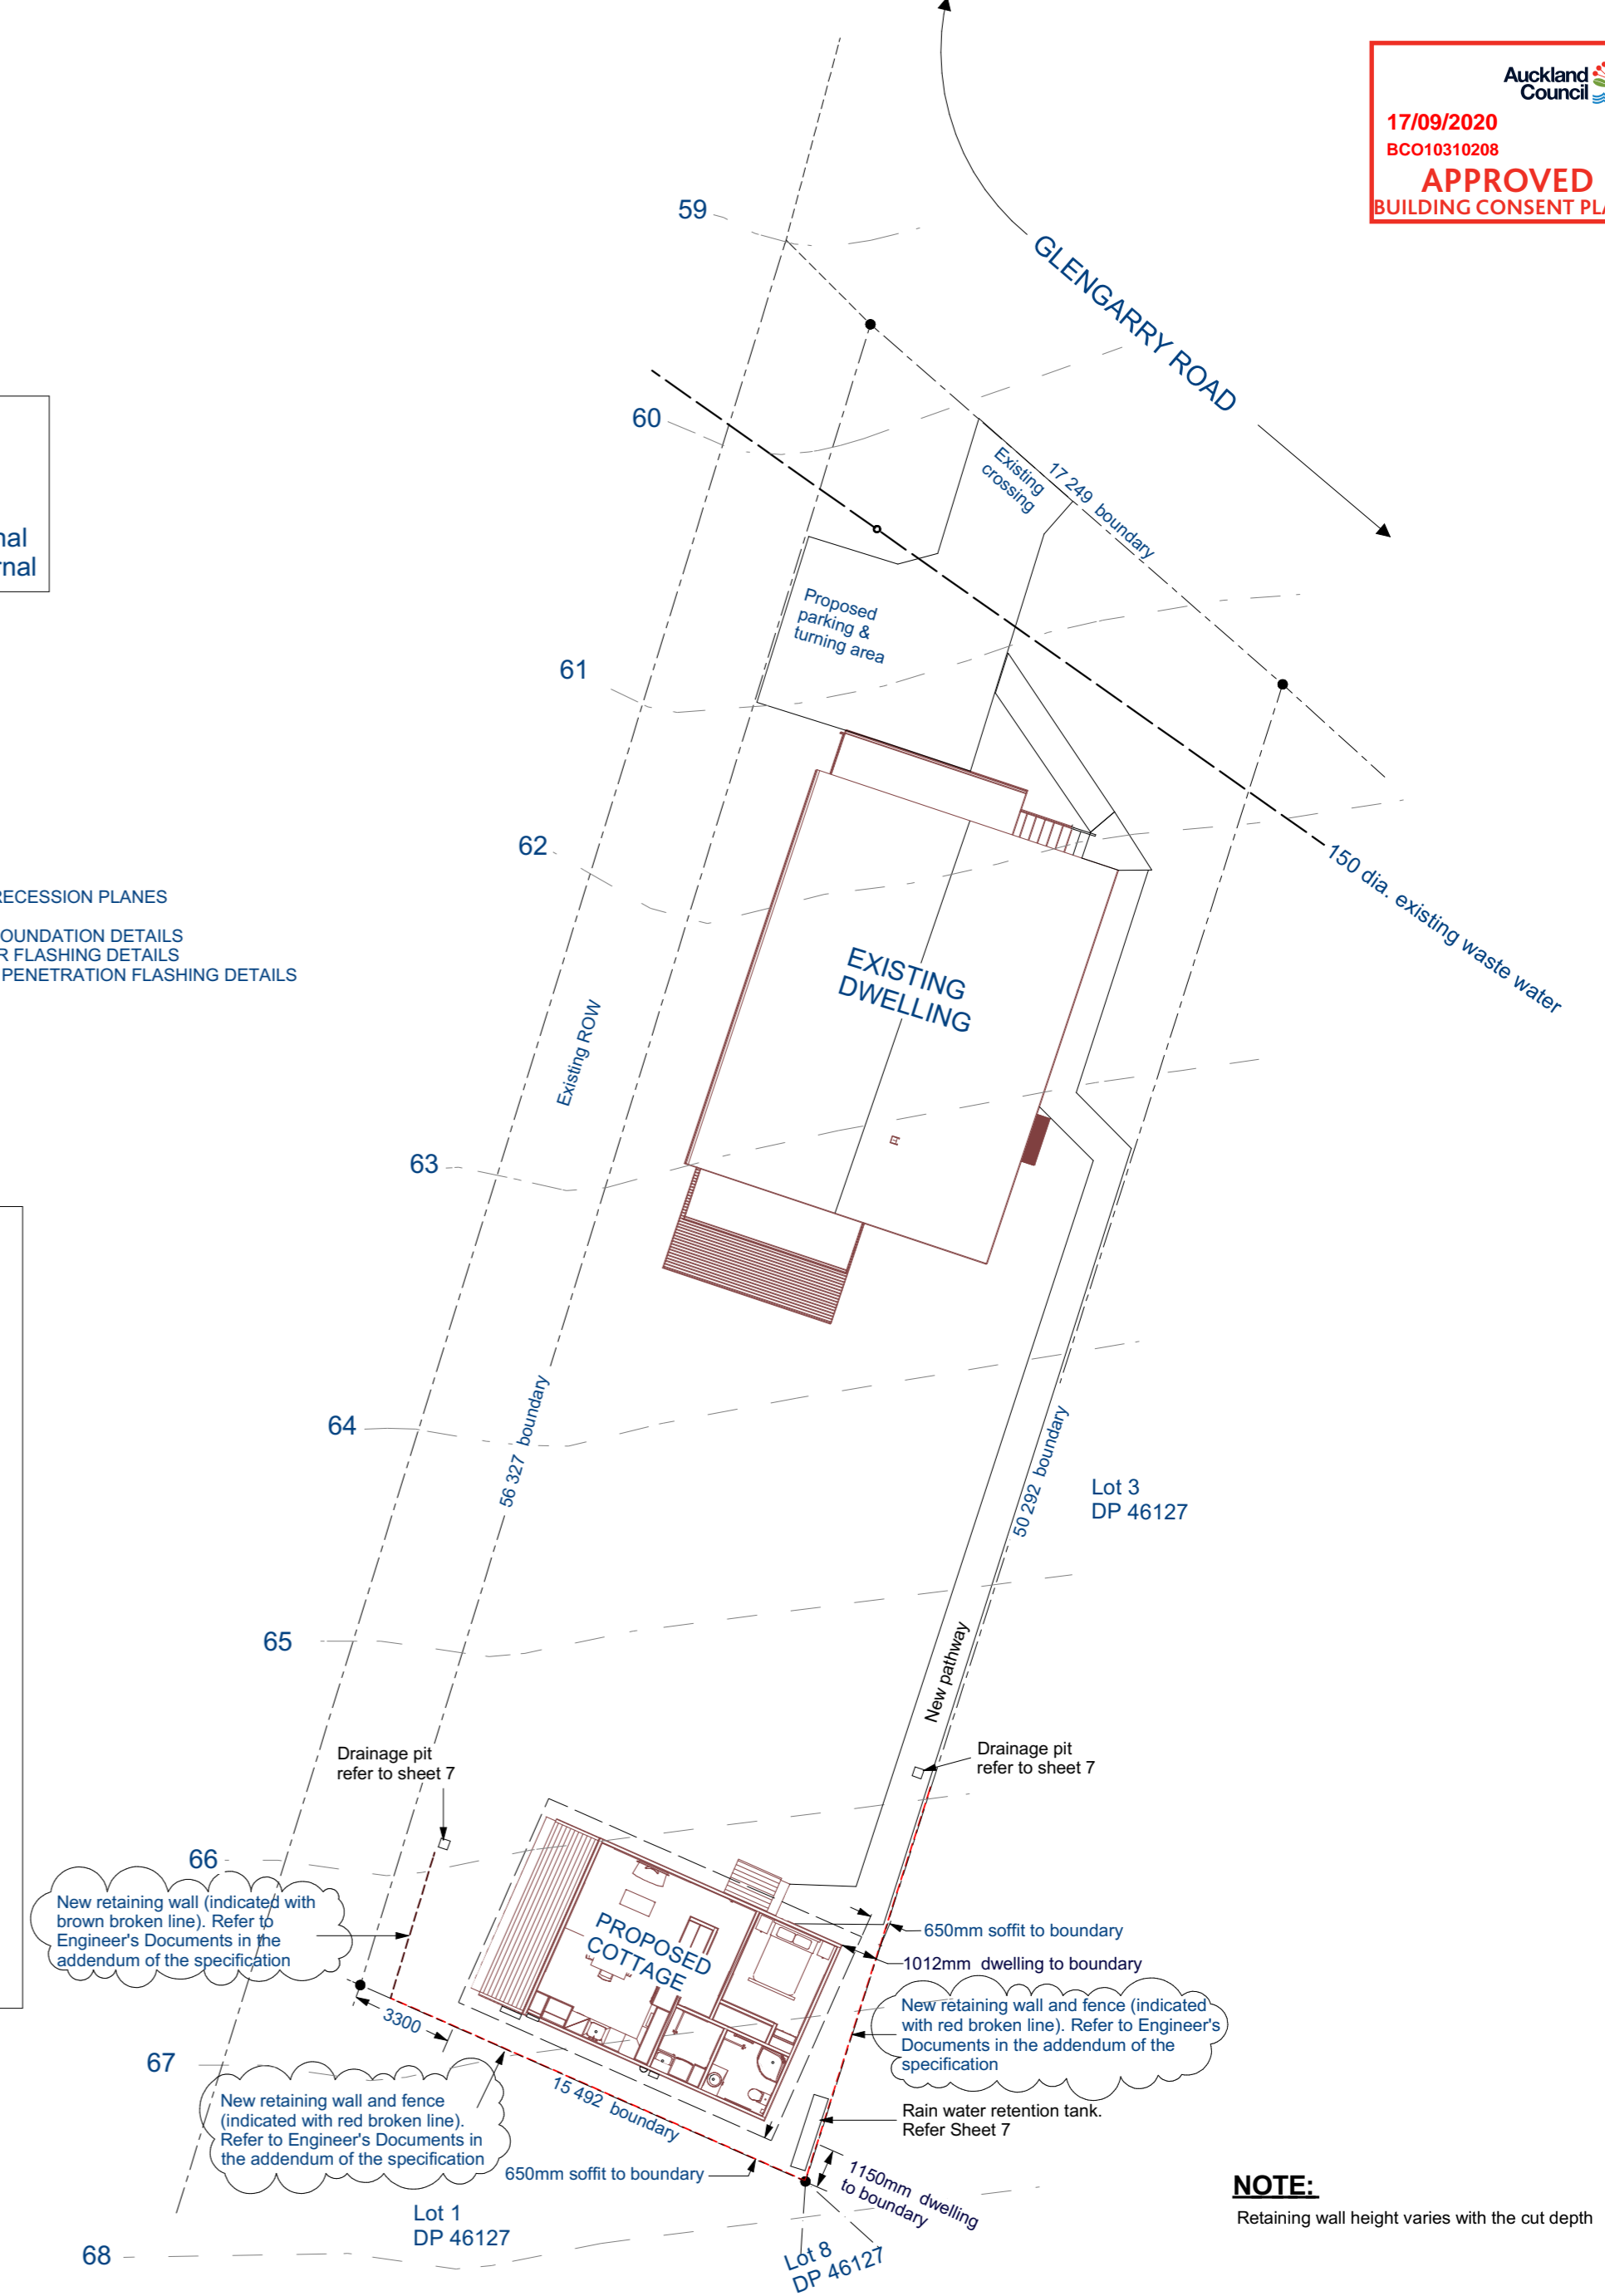 Auckland
Council
17/09/2020
BCO10310208
APPROVED
BUILDING CONSENT
59
GLENGARRY ROAD
60
Existing
crossing
17 249 boundary
Proposed
parking &
turning area
61
62
150 dia. existing waste water
RECESSION PLANES
FLASHING DETAILS
PENETRATION FLASHING DETAILS
EXISTING
DWELLING
Existing ROW
63
64
56 327 boundary
50 292 boundary
Lot 3
DP 46127
65
New pathway
Drainage pit
refer to sheet 7
Drainage pit
refer to sheet 7
66
New retaining wall (indicated with
brown broken line). Refer to
Engineer's Documents in the
addendum of the specification
PROPOSED
COTTAGE
650mm soffit to boundary
1012mm dwelling to boundary
New retaining wall and fence (indicated
with red broken line). Refer to Engineer's
Documents in the addendum of the
specification
3300
67
New retaining wall and fence
(indicated with red broken line).
Refer to Engineer's Documents in
the addendum of the specification
15 492 boundary
Rain water retention tank.
Refer Sheet 7
650mm soffit to boundary
1150mm dwelling
to boundary
Lot 1
DP 46127
68
Lot 8
DP 46127
NOTE:
Retaining wall height varies with the cut depth